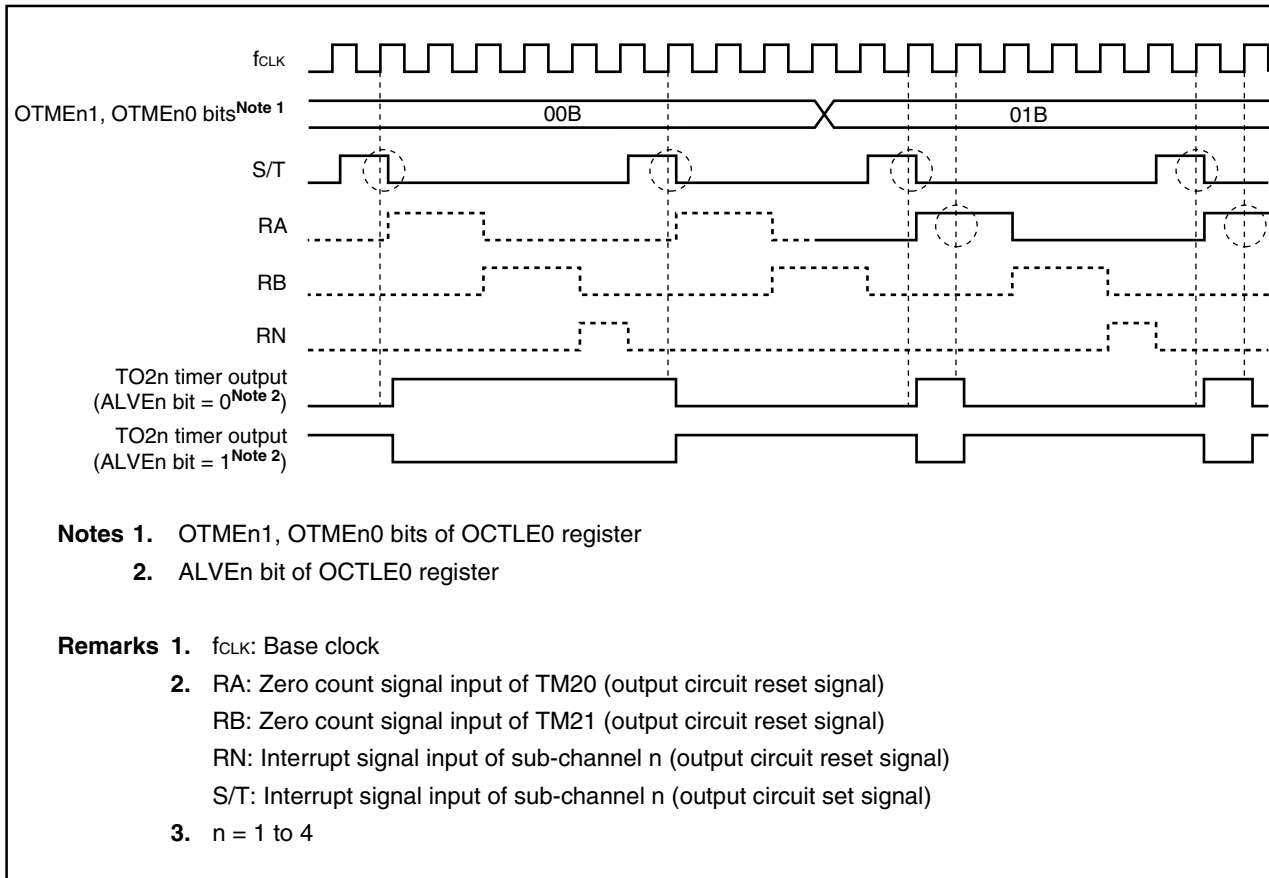 fCLK
OTMEn1, OTMEn0 bitsNote 1
00B
01B
S/T
RA
RB
RN
TO2n timer output
(ALVEn bit = 0Note 2)
TO2n timer output
(ALVEn bit = 1Note 2)
Notes 1. OTMEn1, OTMEn0 bits of OCTLE0 register
2. ALVEn bit of OCTLE0 register
Remarks 1. fCLK: Base clock
2. RA: Zero count signal input of TM20 (output circuit reset signal)
RB: Zero count signal input of TM21 (output circuit reset signal)
RN: Interrupt signal input of sub-channel n (output circuit reset signal)
S/T: Interrupt signal input of sub-channel n (output circuit set signal)
3. n = 1 to 4